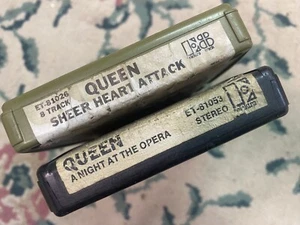 ET-81026
8 TRACK
QUEEN
SHEER HEART ATTACK
QUEEN
A NIGHT AT THE OPERA
ET-81053
STEREO